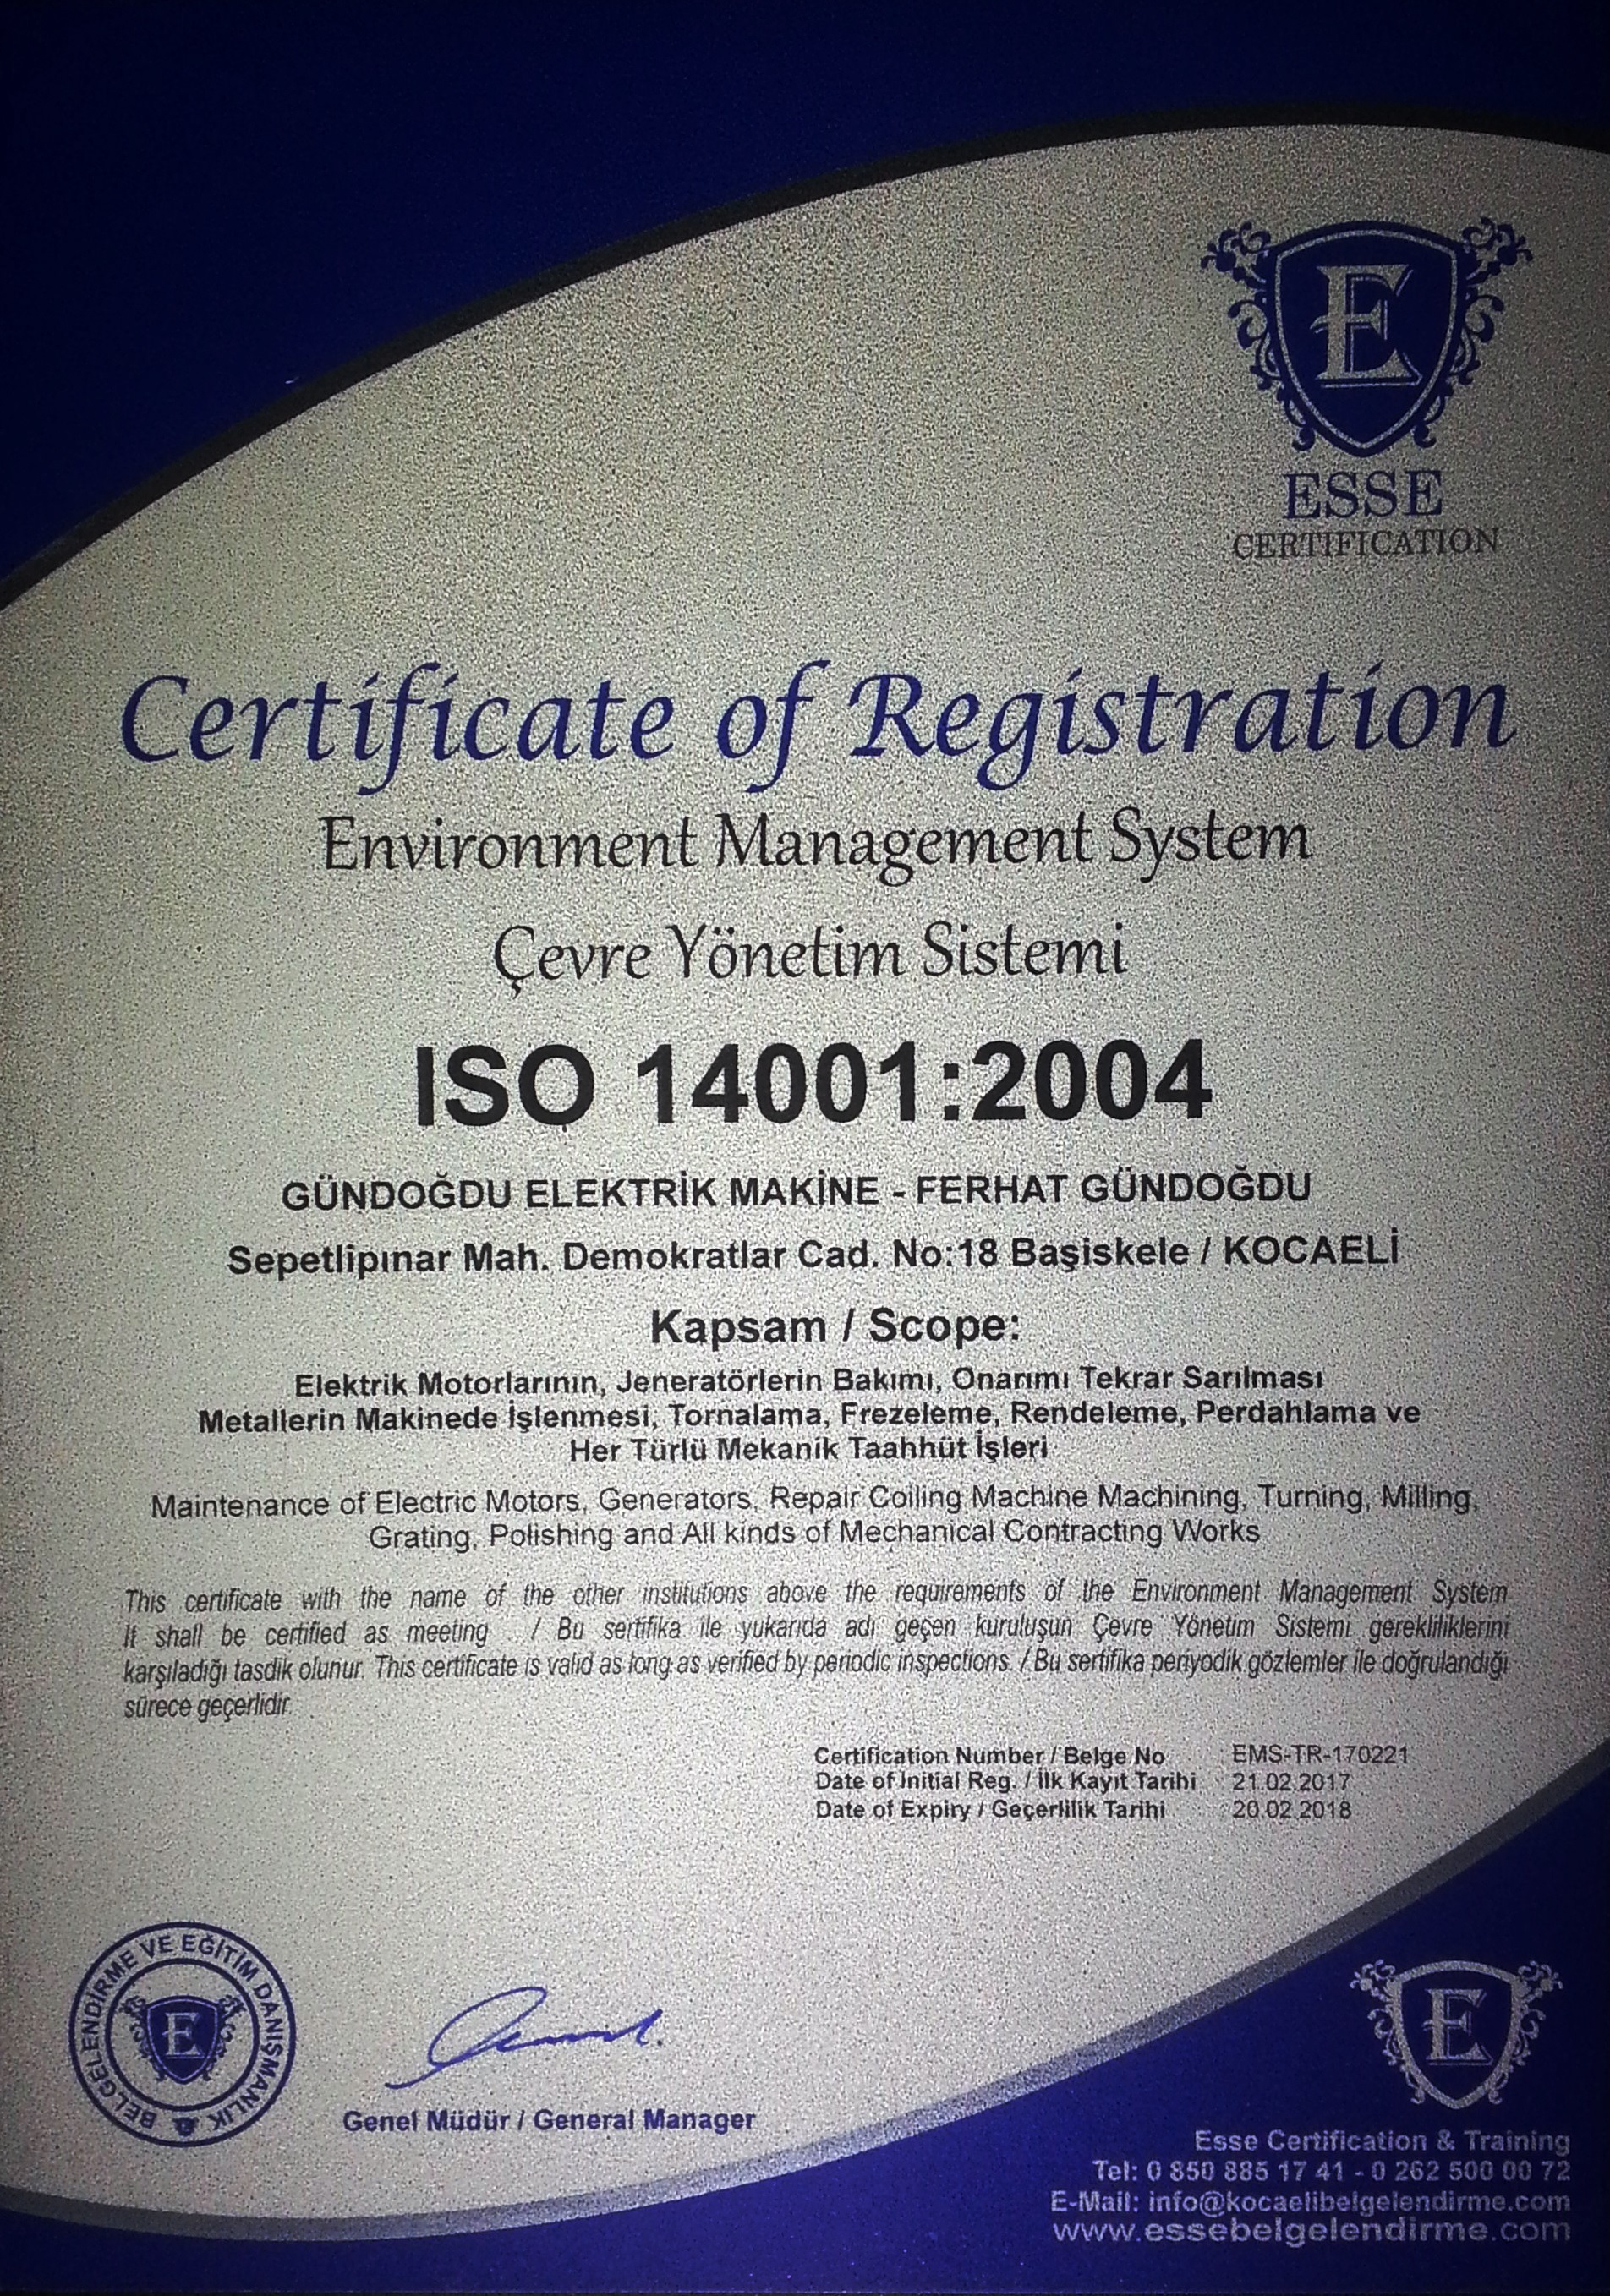 E
ESSE
CERTIFICATION
Certificate of Registration
Environment Management System
Çevre Yönetim Sistemi
ISO 14001:2004
GÜNDOĞDU ELEKTRİK MAKİNE - FERHAT GÜNDOĞDU
Sepetlipınar Mah. Demokratlar Cad. No:18 Başiskele / KOCAELİ
Kapsam / Scope:
Elektrik Motorlarının, Jeneratörlerin Bakımı, Onarımı Tekrar Sarılması
Metallerin Makinede İşlenmesi, Tornalama, Frezeleme, Rendeleme, Perdahlama ve
Her Türlü Mekanik Taahhüt İşleri
Maintenance of Electric Motors, Generators, Repair Coiling Machine Machining, Turning, Milling,
Grating, Polishing and All kinds of Mechanical Contracting Works
This certificate with the name of the other institutions above the requirements of the Environment Management System
It shall be certified as meeting .. / Bu sertifika ile yukarıda adı geçen kuruluşun Çevre Yönetim Sistemi gerekliliklerini
karşıladığı tasdik olunur. This certificate is valid as long as verified by periodic inspections. / Bu sertifika periyodik gözlemler ile doğrulandığı
sürece geçerlidir.
Certification Number / Belge No EMS-TR-170221
Date of Initial Reg. / İlk Kayıt Tarihi 21.02.2017
Date of Expiry / Geçerlilik Tarihi 20.02.2018
BELGELENDİRME VE EĞİTİM DANIŞMANLIK
E
Genel Müdür / General Manager
E
Esse Certification & Training
Tel: 0 850 885 17 41 - 0 262 500 00 72
E-Mail: info@kocaelibelgelendirme.com
www.essebelgelendirme.com